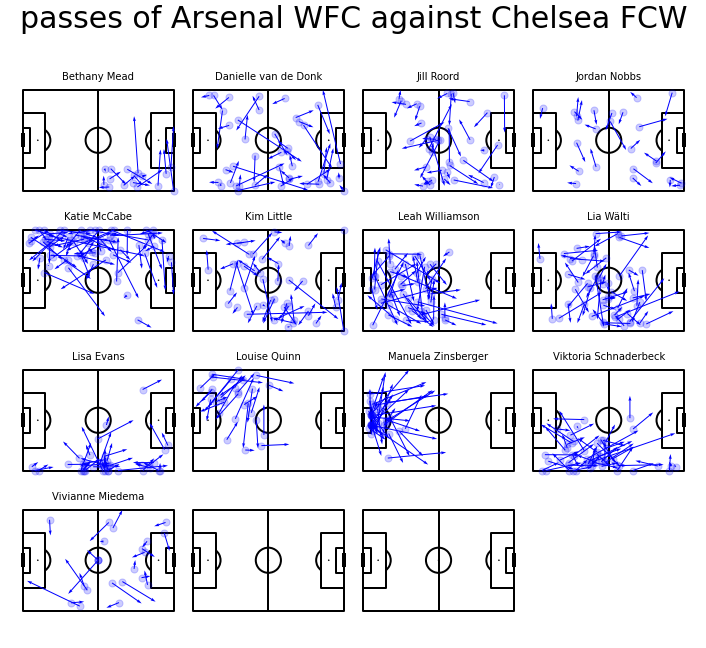 passes of Arsenal WFC against Chelsea FCW
Bethany Mead
Danielle van de Donk
Jill Roord
Jordan Nobbs
Katie McCabe
Kim Little
Leah Williamson
Lia Wälti
Lisa Evans
Louise Quinn
Manuela Zinsberger
Viktoria Schnaderbeck
Vivianne Miedema